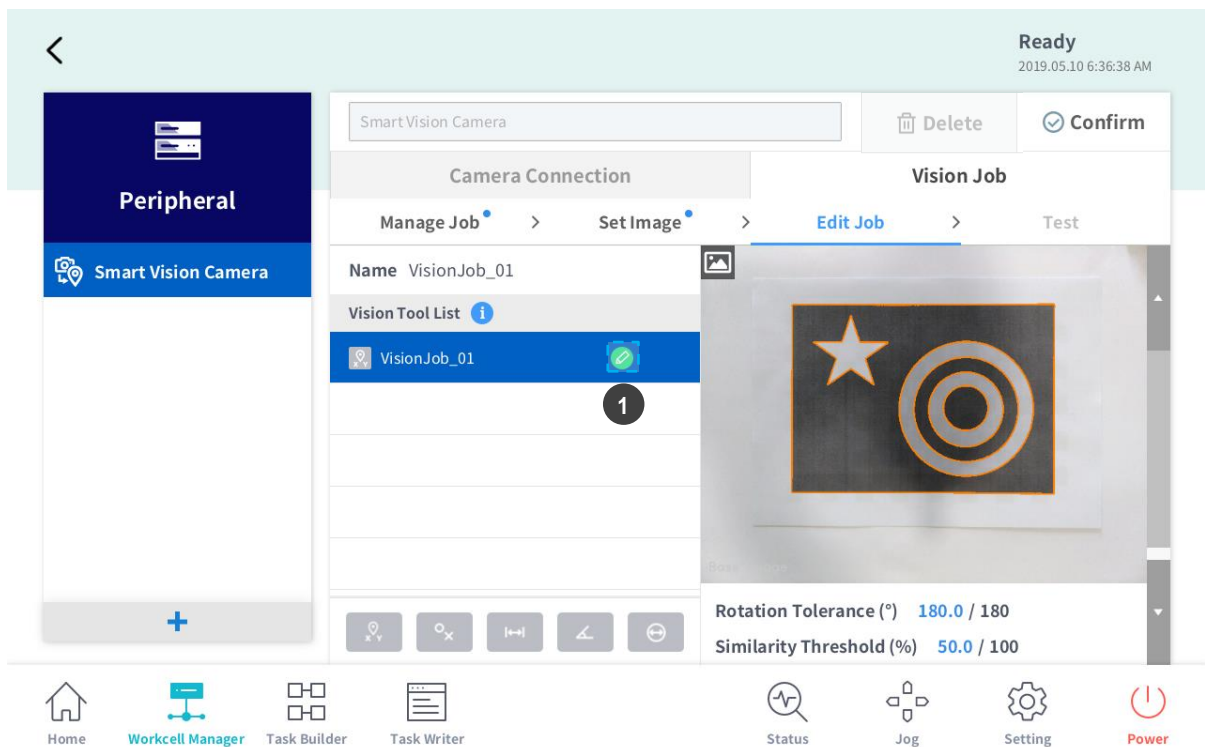 Ready
2019.05.10 6:36:38 AM
Smart Vision Camera
Delete
Confirm
Peripheral
Camera Connection
Vision Job
Manage Job > Set Image > Edit Job > Test
Smart Vision Camera
Name VisionJob_01
Vision Tool List i
VisionJob_01
1
+
Rotation Tolerance (°) 180.0 / 180
Similarity Threshold (%) 50.0 / 100
Home
Workcell Manager
Task Builder
Task Writer
Status
Jog
Setting
Power